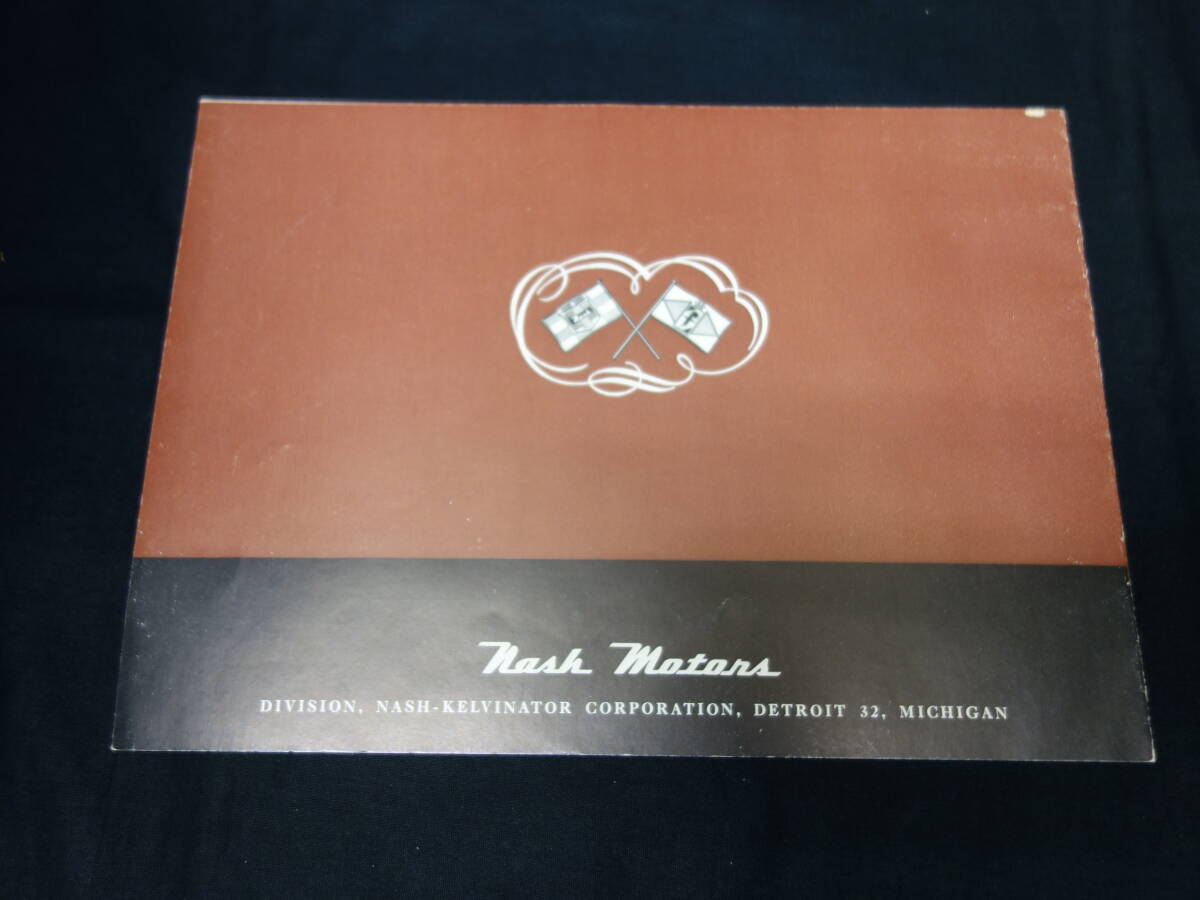 Nash Motors
DIVISION, NASH-KELVINATOR CORPORATION, DETROIT 32, MICHIGAN